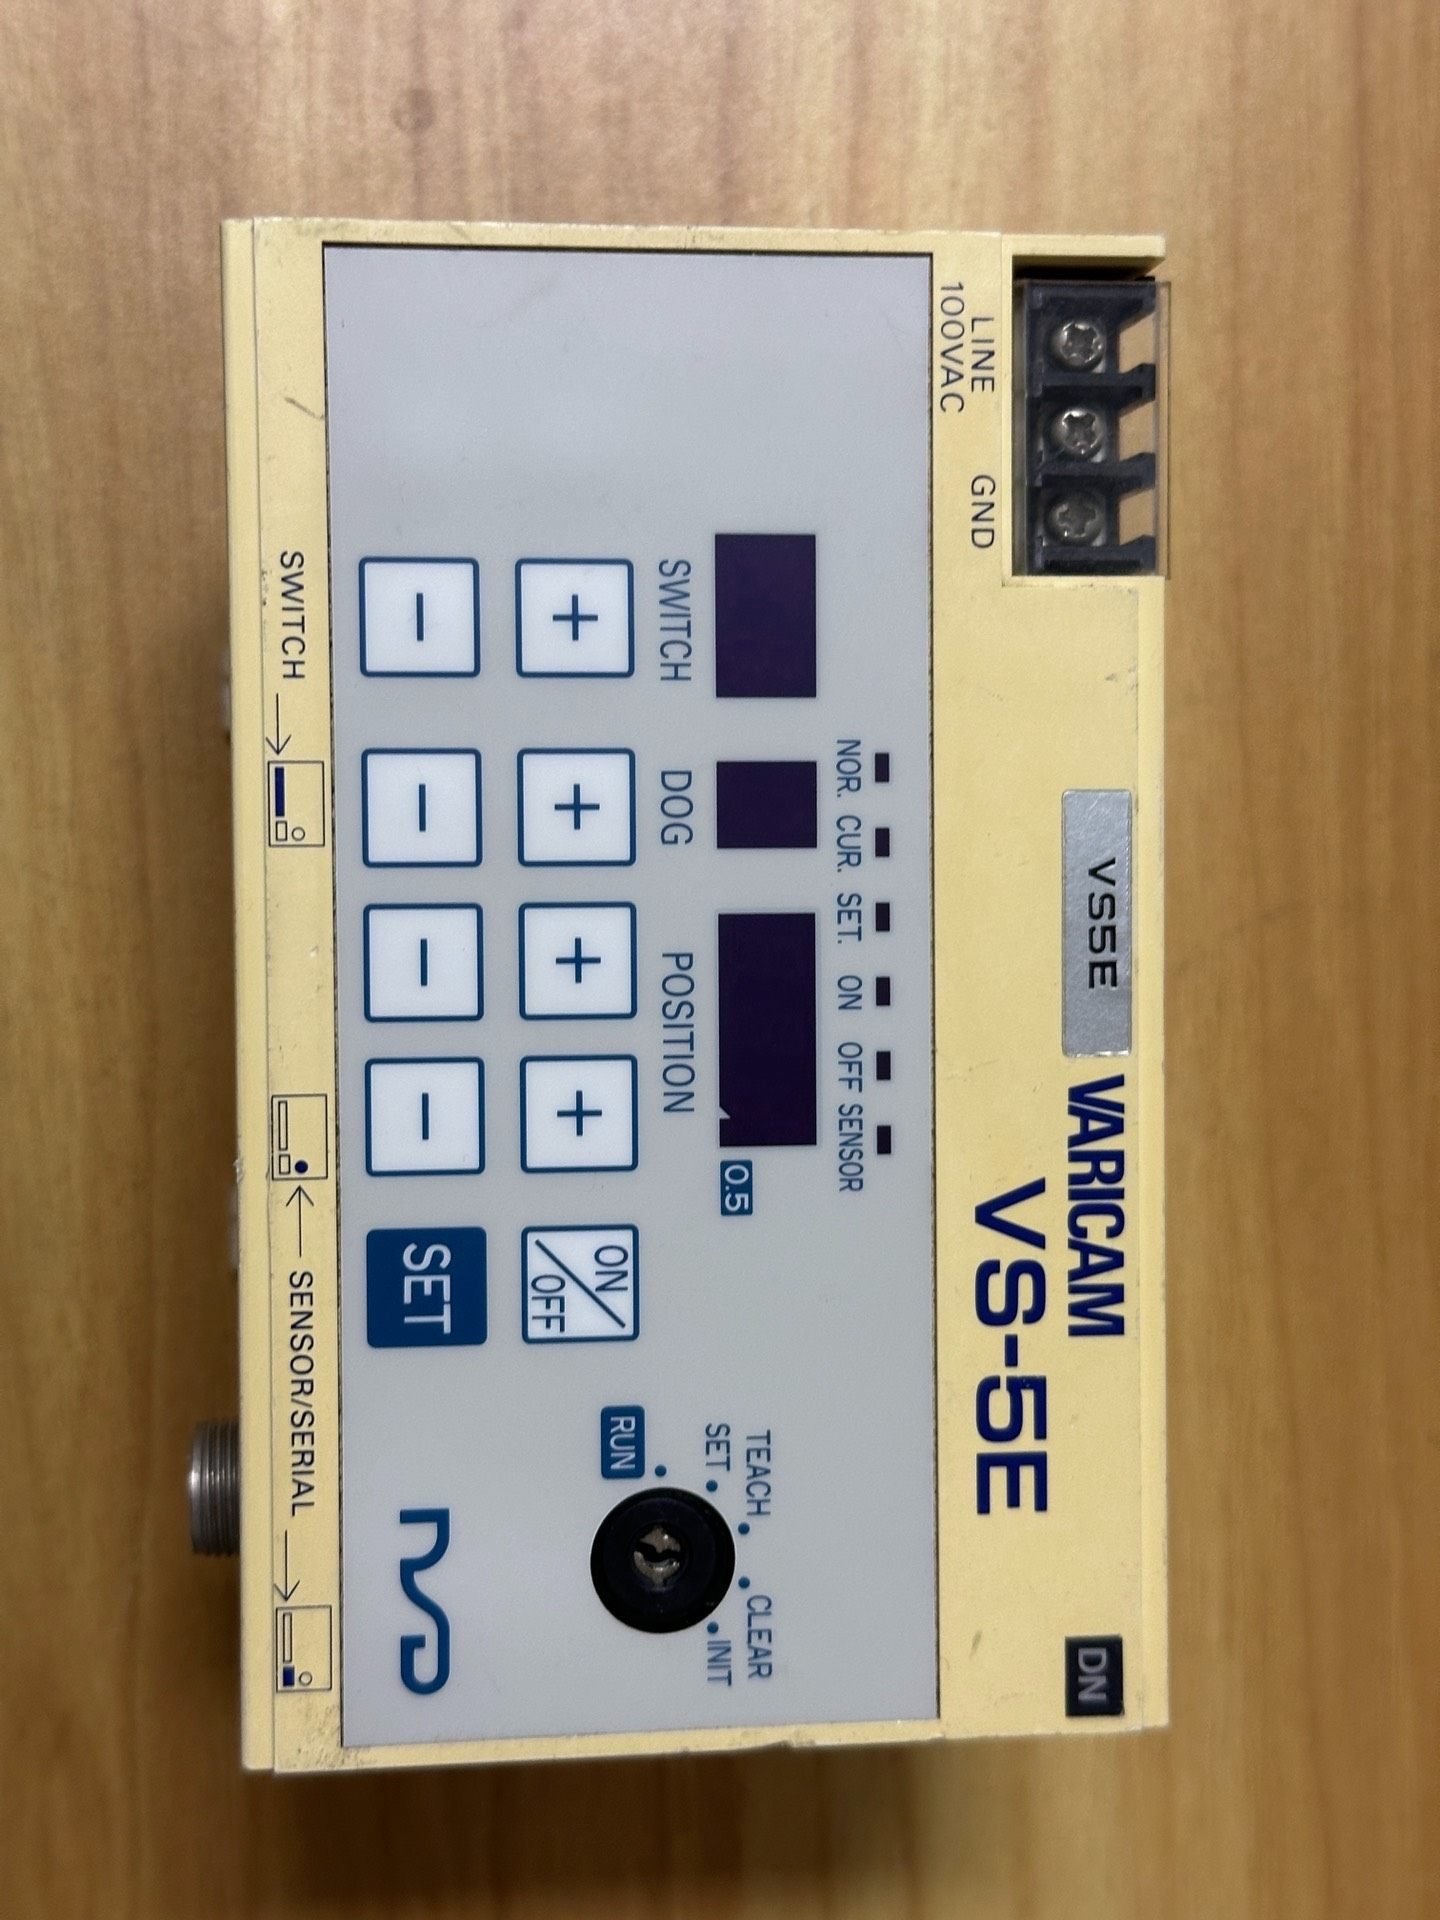 LINE
100VAC
GND
VS5E
VARICAM
VS-5E
DN
NOR. CUR. SET. ON OFF SENSOR
SWITCH
DOG
POSITION
0.5
+ + + +
ON/OFF
- - - -
SET
TEACH
CLEAR
SET
INIT
RUN
SWITCH
SENSOR/SERIAL